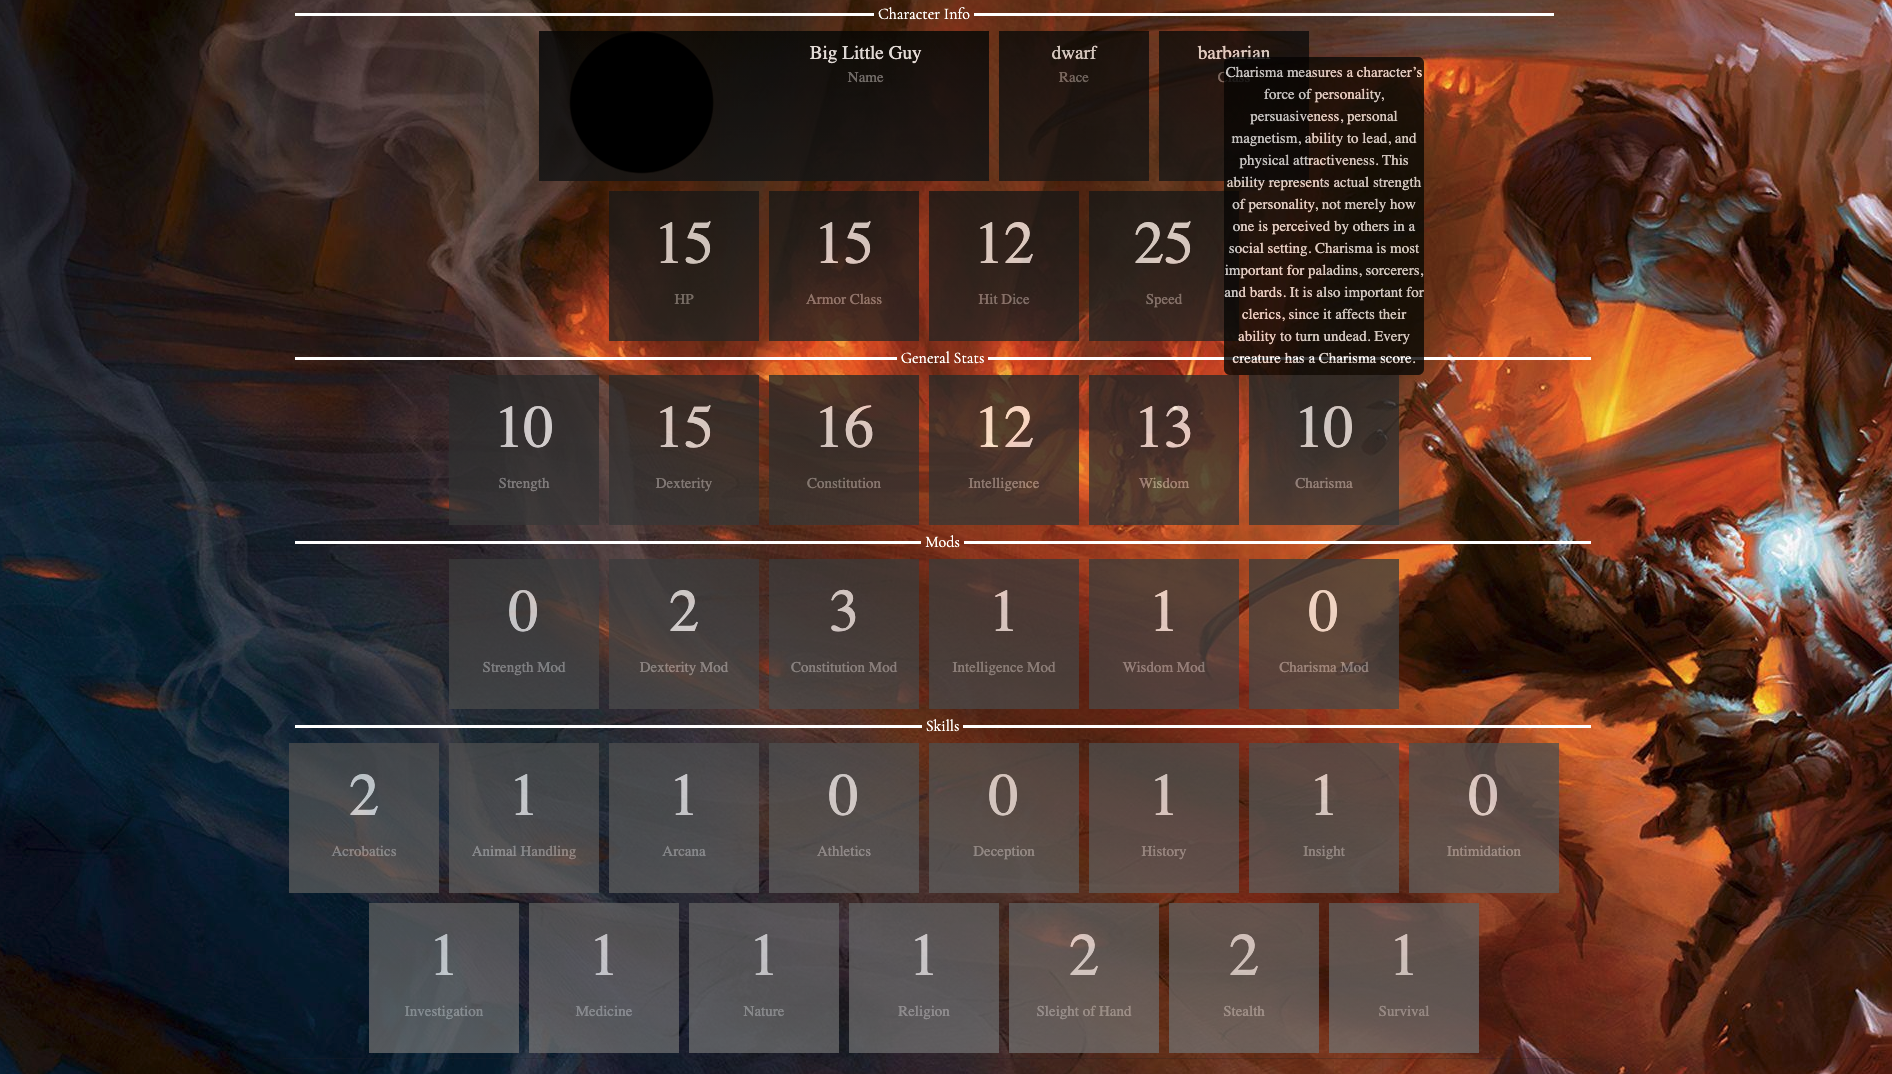 Character Info
Big Little Guy
Name
dwarf
Race
barbarian
Charisma measures a character’s
force of personality,
persuasiveness, personal
magnetism, ability to lead, and
physical attractiveness. This
ability represents actual strength
of personality, not merely how
one is perceived by others in a
social setting. Charisma is most
important for paladins, sorcerers,
and bards. It is also important for
clerics, since it affects their
ability to turn undead. Every
creature has a Charisma score.
15
HP
15
Armor Class
12
Hit Dice
25
Speed
General Stats
10
Strength
15
Dexterity
16
Constitution
12
Intelligence
13
Wisdom
10
Charisma
Mods
0
Strength Mod
2
Dexterity Mod
3
Constitution Mod
1
Intelligence Mod
1
Wisdom Mod
0
Charisma Mod
Skills
2
Acrobatics
1
Animal Handling
1
Arcana
0
Athletics
0
Deception
1
History
1
Insight
0
Intimidation
1
Investigation
1
Medicine
1
Nature
1
Religion
2
Sleight of Hand
2
Stealth
1
Survival